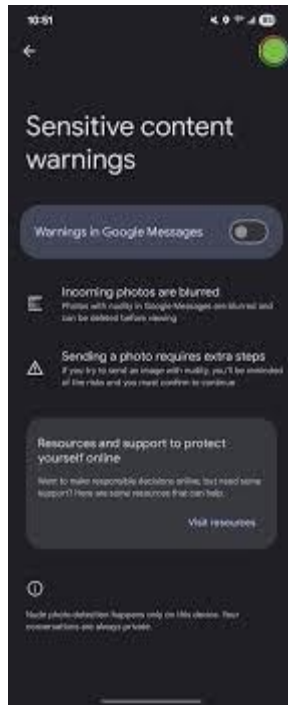 10:51
Sensitive content
warnings
Warnings in Google Messages
Incoming photos are blurred
Photos with nudity in Google Messages are blurred and
can be deleted before viewing
Sending a photo requires extra steps
If you try to send an image with nudity, you'll be reminded
of the risks and you must confirm to continue
Resources and support to protect
yourself online
Want to make responsible decisions online, but need some
support? Here are some resources that can help.
Visit resources
Nude photo detection happens only on this device. Your
conversations are always private.